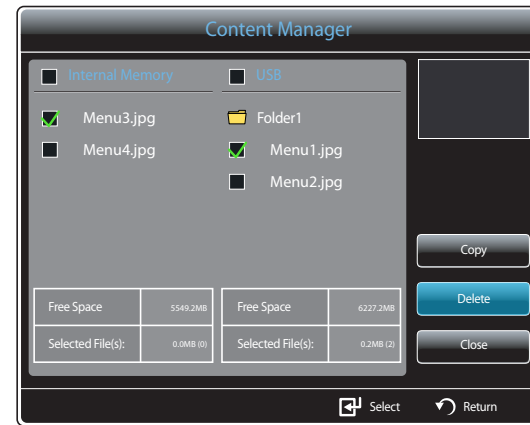 Content Manager
Internal Memory
USB
Menu3.jpg
Folder1
Menu4.jpg
Menu1.jpg
Menu2.jpg
Copy
Free Space 5549.2MB
Free Space 6227.2MB
Delete
Selected File(s): 0.0MB (0)
Selected File(s): 0.2MB (2)
Close
Select
Return